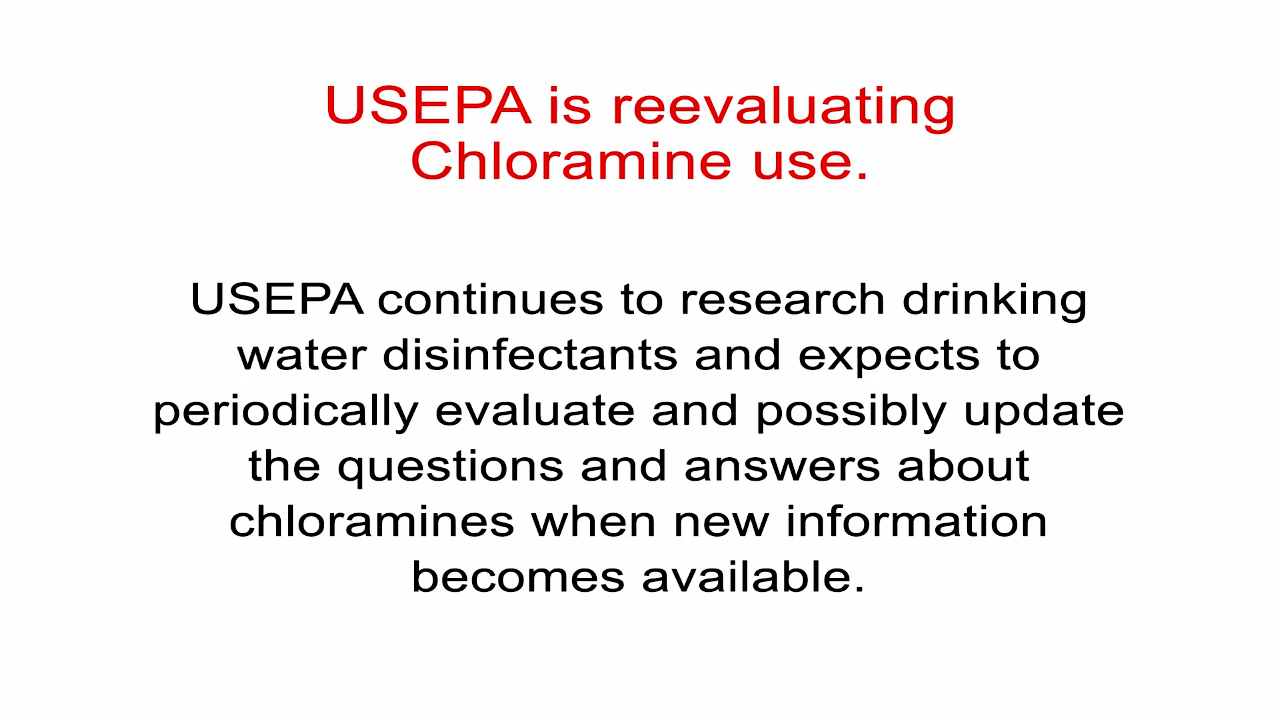 USEPA is reevaluating
Chloramine use.
USEPA continues to research drinking
water disinfectants and expects to
periodically evaluate and possibly update
the questions and answers about
chloramines when new information
becomes available.